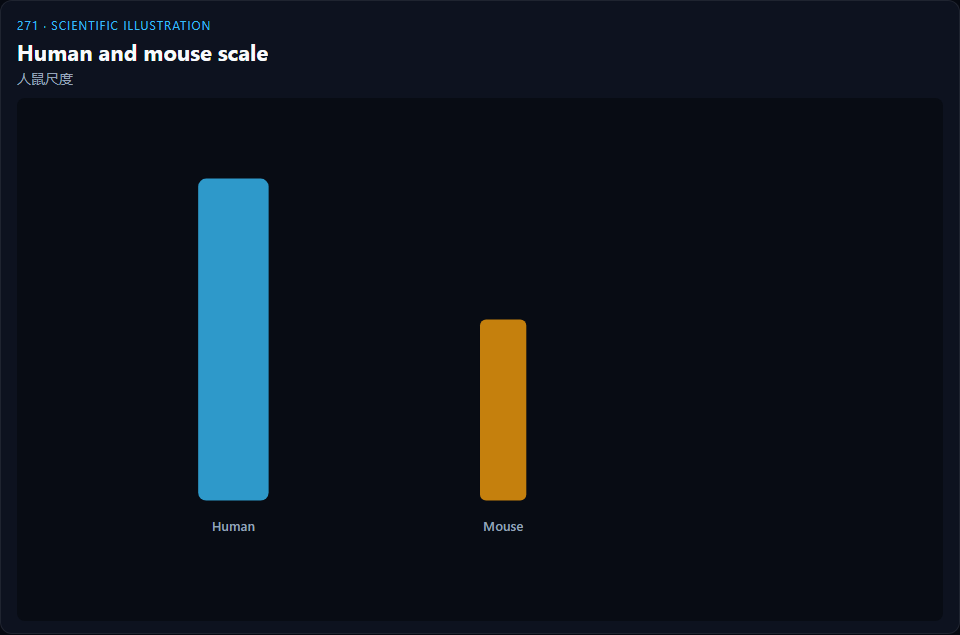 271 · SCIENTIFIC ILLUSTRATION
Human and mouse scale
人鼠尺度
Human
Mouse